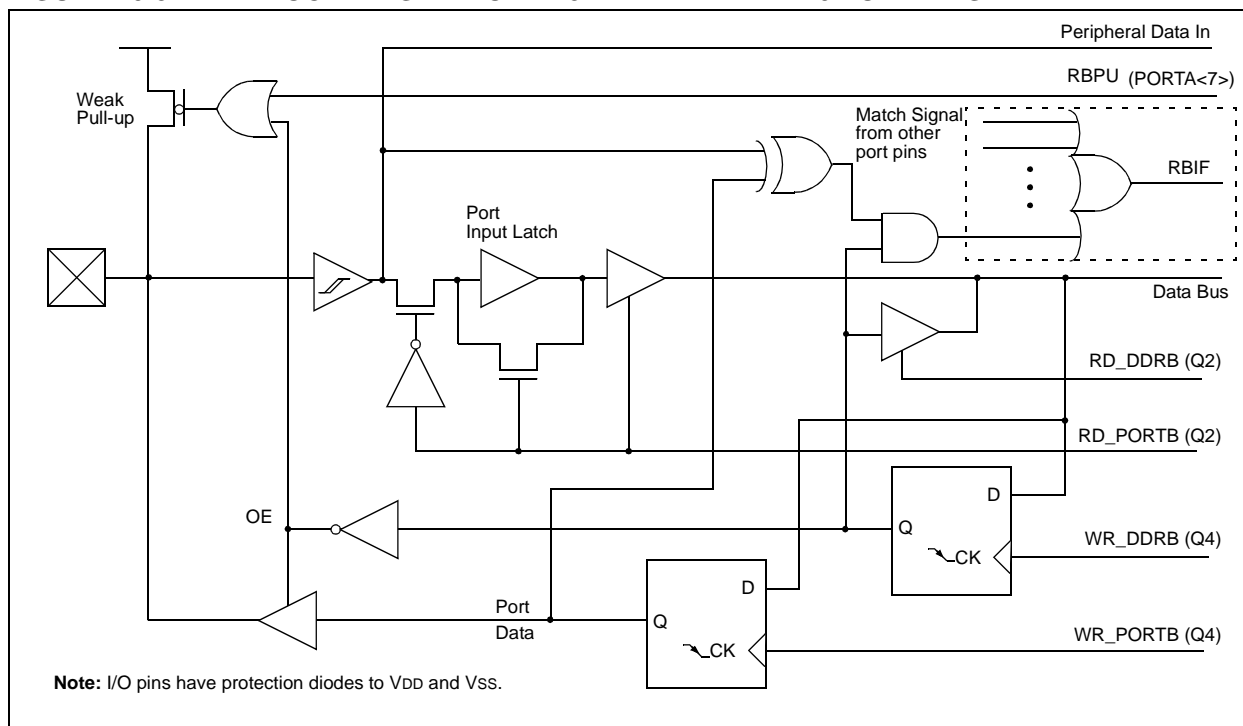 Peripheral Data In
RBPU (PORTA<7>)
Weak
Pull-up
Match Signal
from other
port pins
RBIF
Port
Input Latch
Data Bus
RD_DDRB (Q2)
RD_PORTB (Q2)
OE
D
Q
CK
WR_DDRB (Q4)
Port
Data
D
Q
CK
WR_PORTB (Q4)
Note: I/O pins have protection diodes to VDD and VSS.